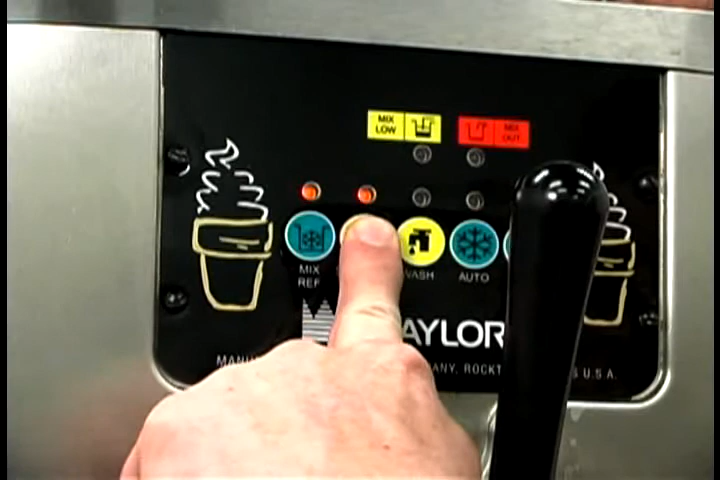 MIX LOW
MIX OUT
MIX REF
WASH
AUTO
AYLOR
MANU ANY, ROCKT S U.S.A.